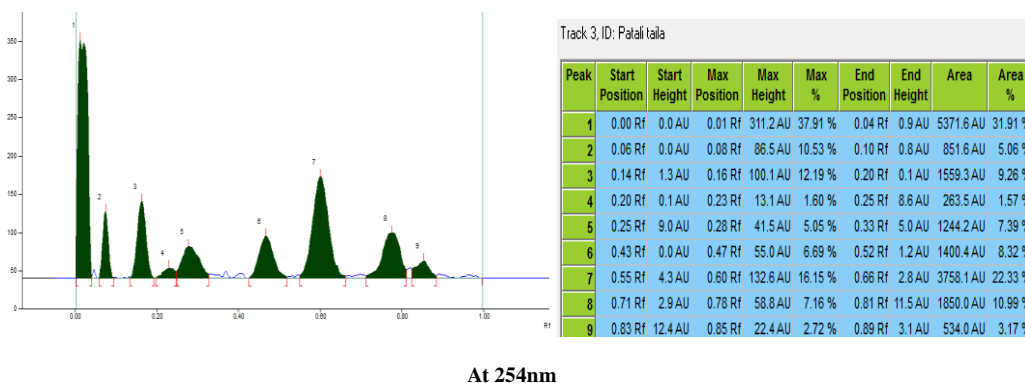 350
300
250
200
150
100
50
0
1
2
3
4
5
6
7
8
9
0.00 0.20 0.40 0.60 0.80 1.00
Rf
Track 3, ID: Patali taila
Peak Start Position Start Height Max Position Max Height Max % End Position End Height Area Area %
1 0.00 Rf 0.0 AU 0.01 Rf 311.2 AU 37.91 % 0.04 Rf 0.9 AU 5371.6 AU 31.91 %
2 0.06 Rf 0.0 AU 0.08 Rf 86.5 AU 10.53 % 0.10 Rf 0.8 AU 851.6 AU 5.06 %
3 0.14 Rf 1.3 AU 0.16 Rf 100.1 AU 12.19 % 0.20 Rf 0.1 AU 1559.3 AU 9.26 %
4 0.20 Rf 0.1 AU 0.23 Rf 13.1 AU 1.60 % 0.25 Rf 8.6 AU 263.5 AU 1.57 %
5 0.25 Rf 9.0 AU 0.28 Rf 41.5 AU 5.05 % 0.33 Rf 5.0 AU 1244.2 AU 7.39 %
6 0.43 Rf 0.0 AU 0.47 Rf 55.0 AU 6.69 % 0.52 Rf 1.2 AU 1400.4 AU 8.32 %
7 0.55 Rf 4.3 AU 0.60 Rf 132.6 AU 16.15 % 0.66 Rf 2.8 AU 3758.1 AU 22.33 %
8 0.71 Rf 2.9 AU 0.78 Rf 58.8 AU 7.16 % 0.81 Rf 11.5 AU 1850.0 AU 10.99 %
9 0.83 Rf 12.4 AU 0.85 Rf 22.4 AU 2.72 % 0.89 Rf 3.1 AU 534.0 AU 3.17 %
At 254nm